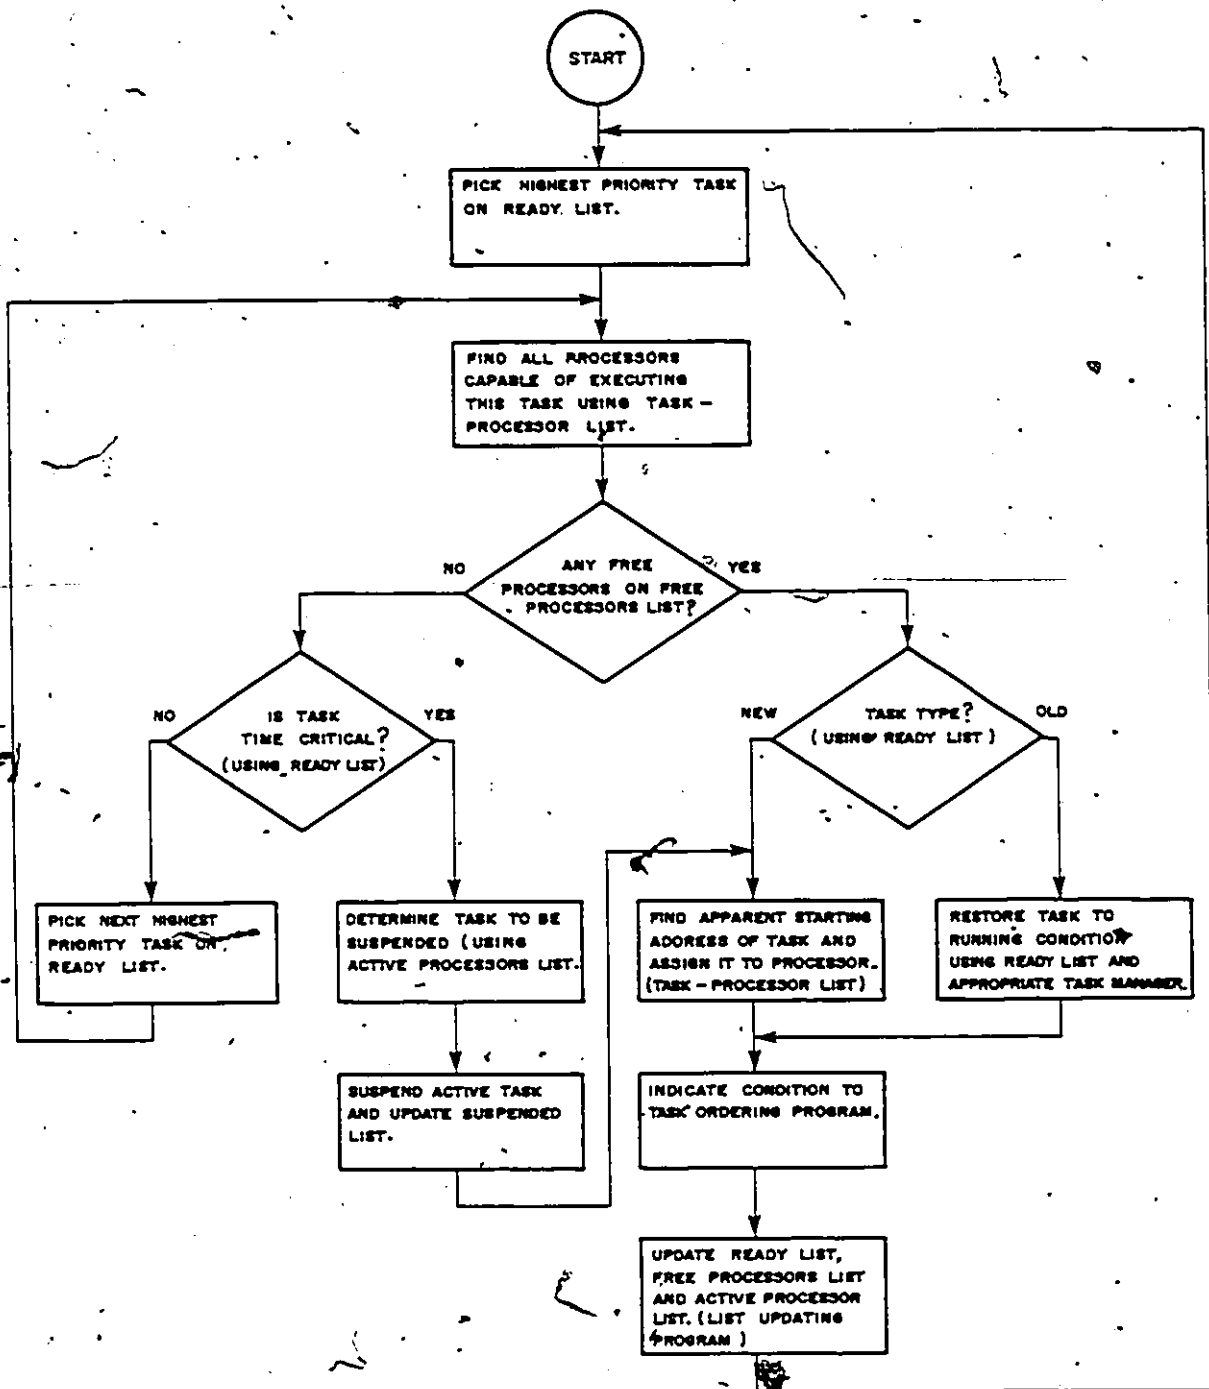 START
PICK HIGHEST PRIORITY TASK
ON READY LIST.
FIND ALL PROCESSORS
CAPABLE OF EXECUTING
THIS TASK USING TASK –
PROCESSOR LIST.
NO
ANY FREE
PROCESSORS ON FREE
PROCESSORS LIST?
YES
NO
IS TASK
TIME CRITICAL?
(USING READY LIST)
YES
NEW
TASK TYPE?
(USING READY LIST)
OLD
PICK NEXT HIGHEST
PRIORITY TASK ON
READY LIST.
DETERMINE TASK TO BE
SUSPENDED (USING
ACTIVE PROCESSORS LIST.
FIND APPARENT STARTING
ADDRESS OF TASK AND
ASSIGN IT TO PROCESSOR.
(TASK – PROCESSOR LIST)
RESTORE TASK TO
RUNNING CONDITION
USING READY LIST AND
APPROPRIATE TASK MANAGER.
SUSPEND ACTIVE TASK
AND UPDATE SUSPENDED
LIST.
INDICATE CONDITION TO
TASK ORDERING PROGRAM.
UPDATE READY LIST,
FREE PROCESSORS LIST
AND ACTIVE PROCESSOR
LIST. (LIST UPDATING
PROGRAM)